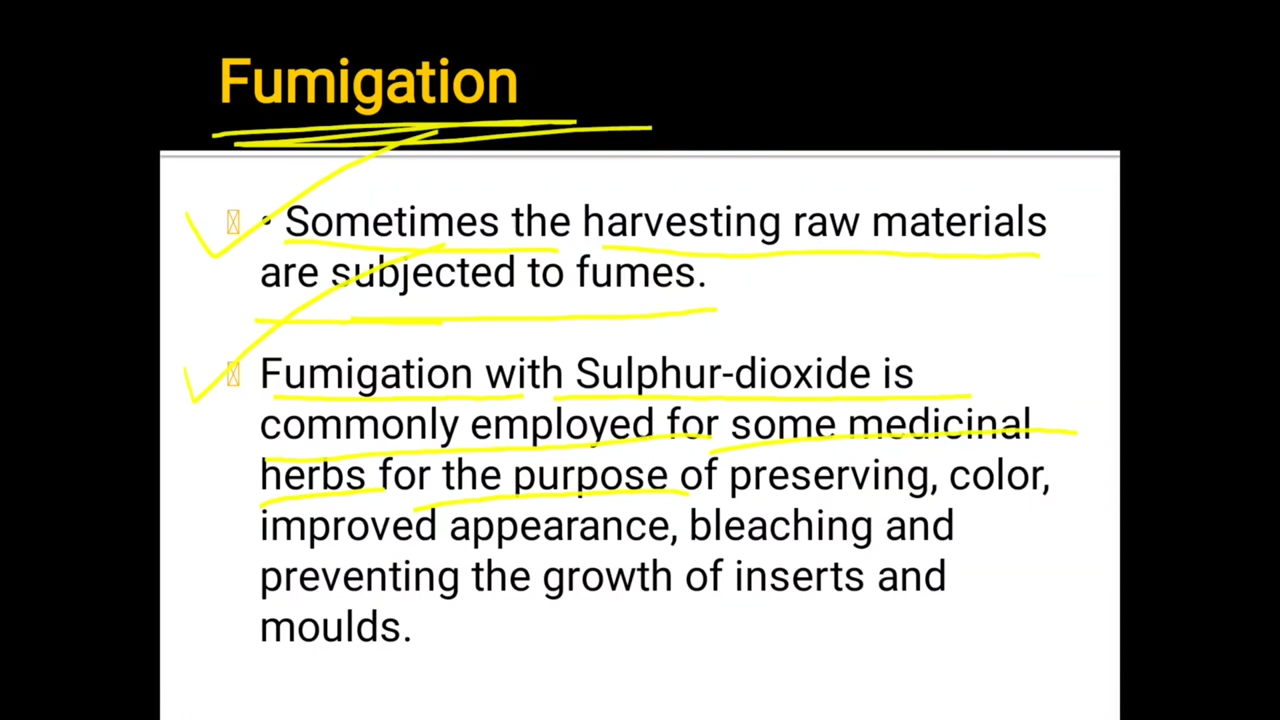 Fumigation
• Sometimes the harvesting raw materials
are subjected to fumes.
Fumigation with Sulphur-dioxide is
commonly employed for some medicinal
herbs for the purpose of preserving, color,
improved appearance, bleaching and
preventing the growth of inserts and
moulds.